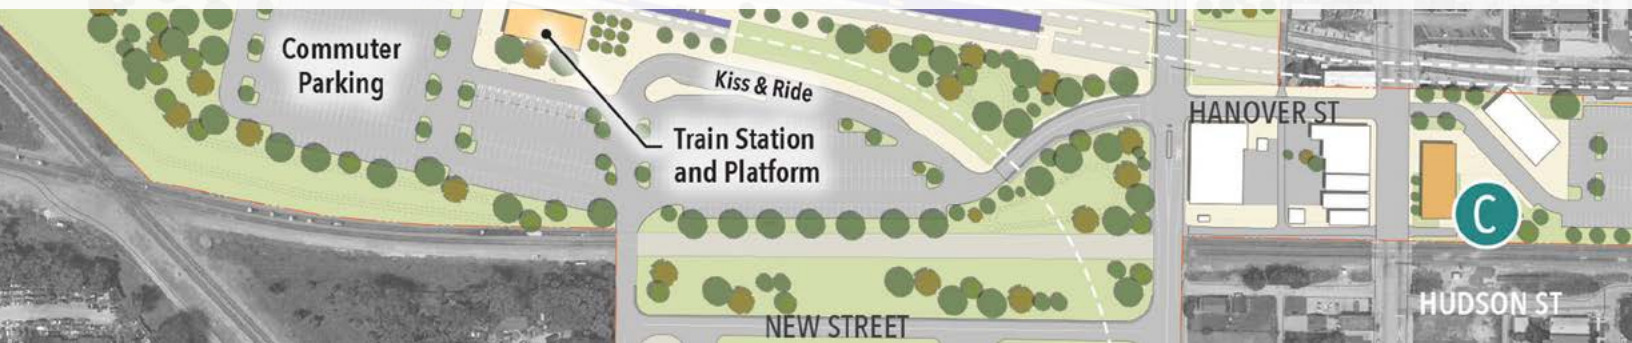 Commuter
Parking
Kiss & Ride
Train Station
and Platform
HANOVER ST
C
HUDSON ST
NEW STREET